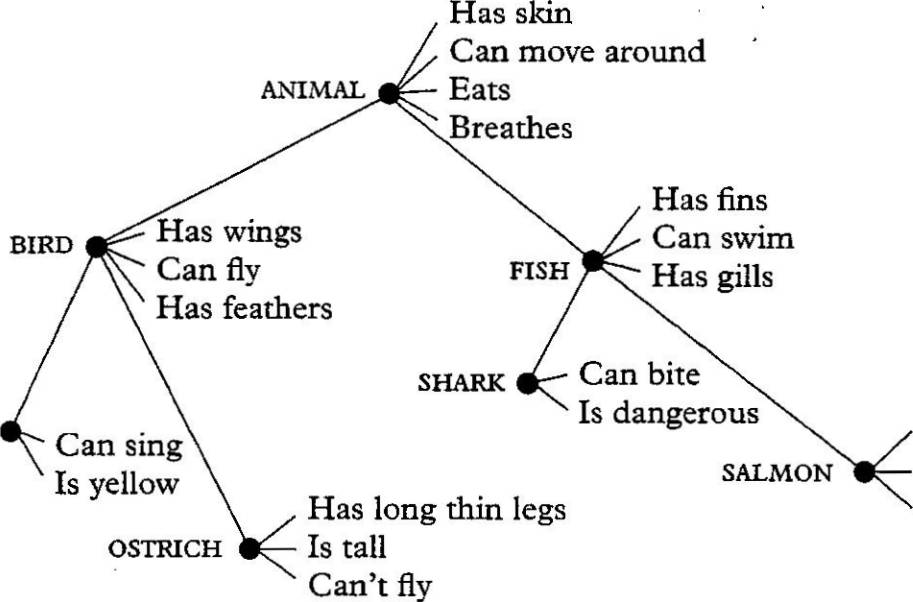 Has skin
Can move around
ANIMAL
Eats
Breathes
Has fins
BIRD
Has wings
Can swim
Can fly
FISH
Has gills
Has feathers
SHARK
Can bite
Is dangerous
Can sing
Is yellow
SALMON
Has long thin legs
OSTRICH
Is tall
Can't fly